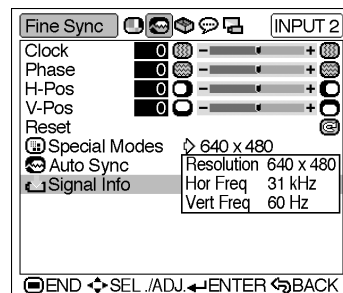 Fine Sync INPUT 2
Clock 0 - +
Phase 0 - +
H-Pos 0 - +
V-Pos 0 - +
Reset
Special Modes 640 x 480
Auto Sync Resolution 640 x 480
Signal Info Hor Freq 31 kHz
Vert Freq 60 Hz
END SEL./ADJ. ENTER BACK